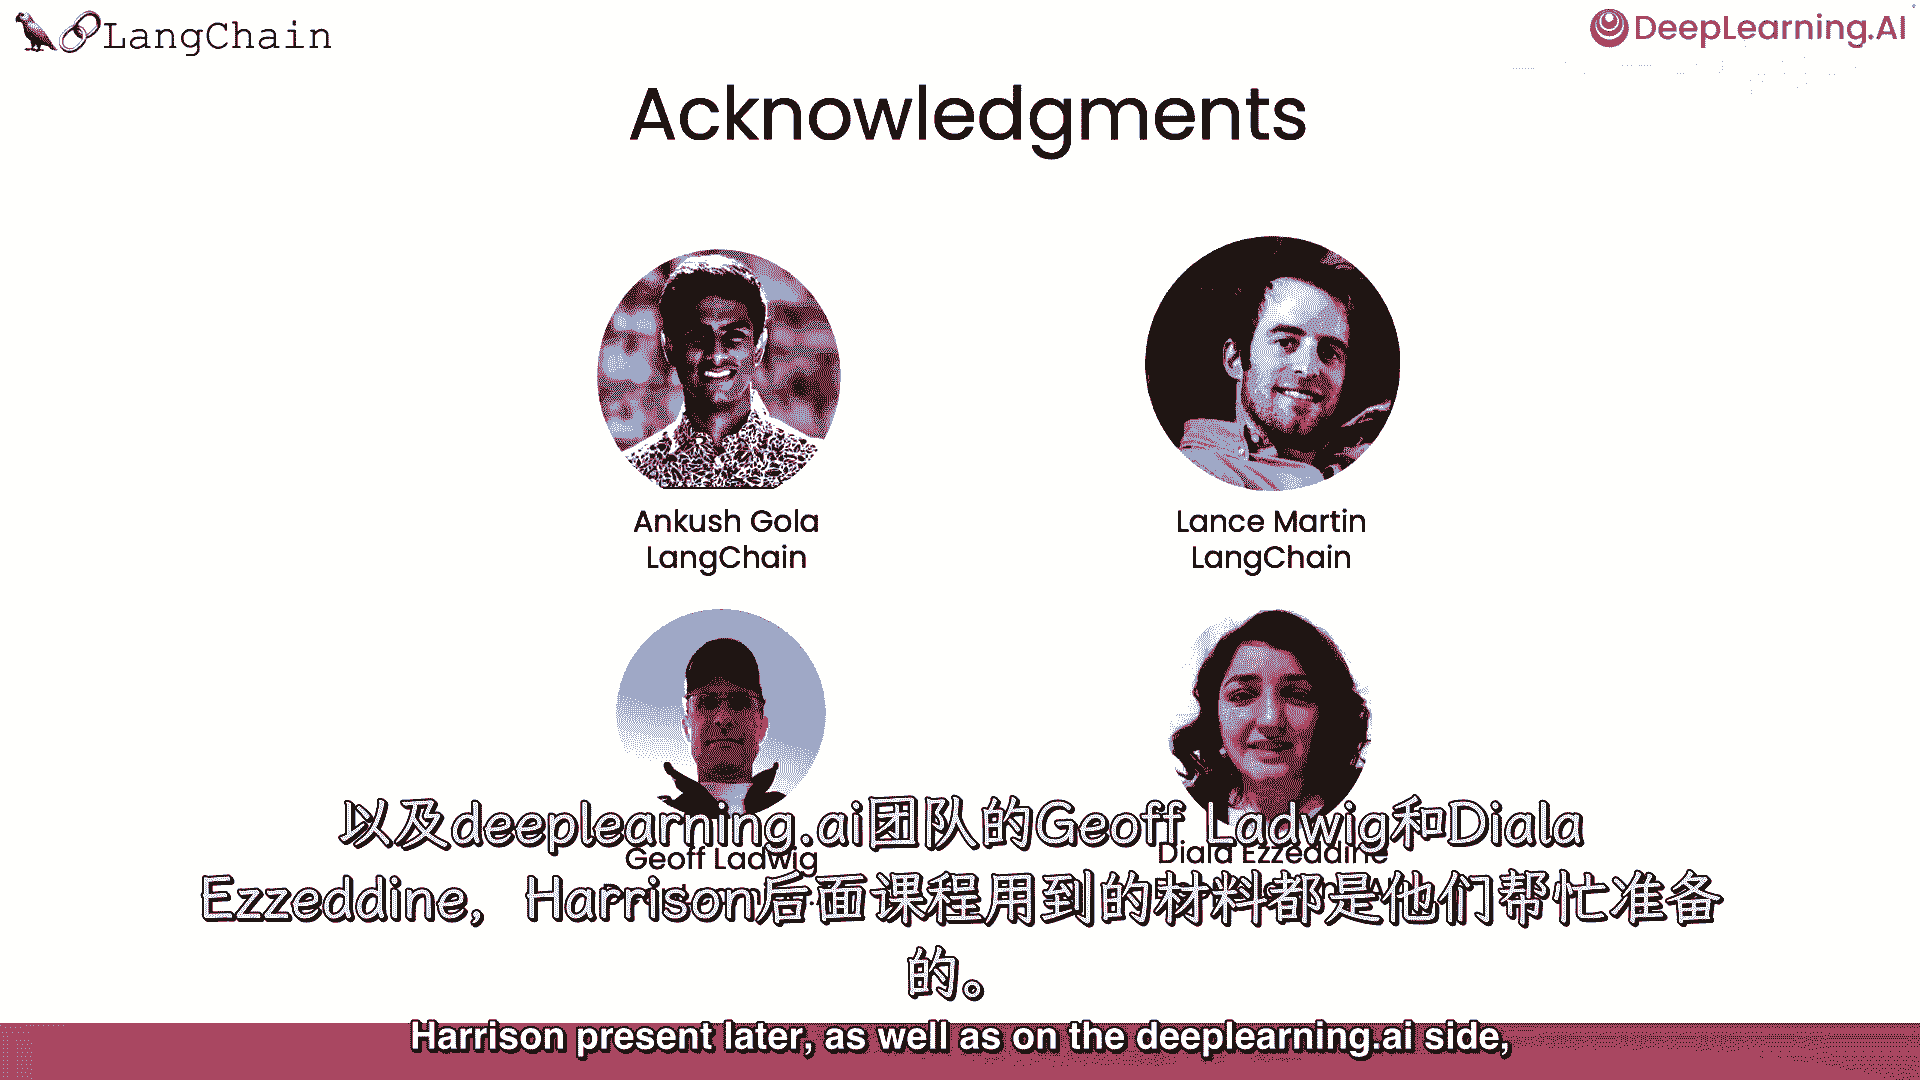 LangChain
DeepLearning.AI
Acknowledgments
Ankush Gola
LangChain
Lance Martin
LangChain
Geoff Ladwig
Diala Ezzeddine
以及deeplearning.ai团队的Geoff Ladwig和Diala
Ezzeddine，Harrison后面课程用到的材料都是他们帮忙准备
的。
Harrison present later, as well as on the deeplearning.ai side,